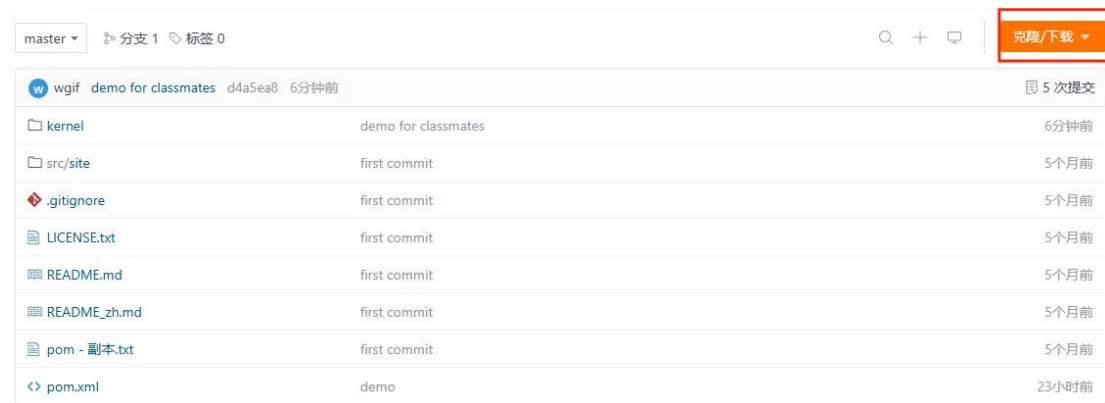 master 分支 1 标签 0 克隆/下载
W wgif demo for classmates d4a5ea8 6分钟前 5 次提交
kernel demo for classmates 6分钟前
src/site first commit 5个月前
.gitignore first commit 5个月前
LICENSE.txt first commit 5个月前
README.md first commit 5个月前
README_zh.md first commit 5个月前
pom - 副本.txt first commit 5个月前
pom.xml demo 23小时前